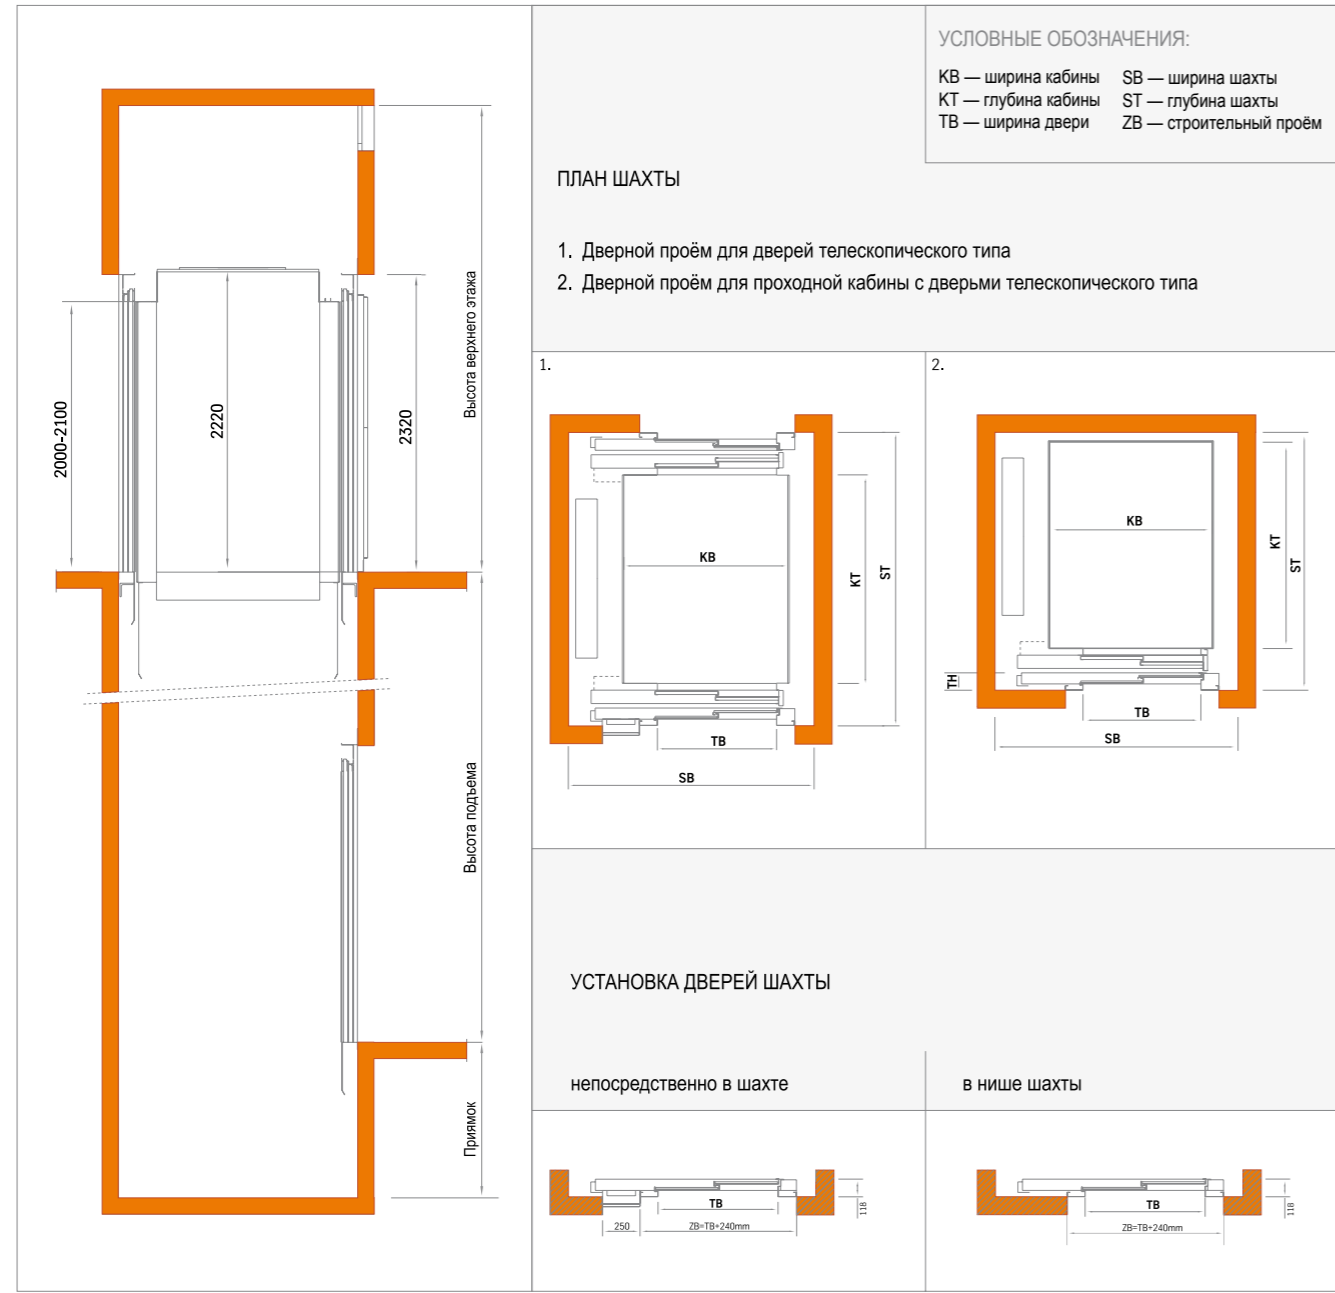 УСЛОВНЫЕ ОБОЗНАЧЕНИЯ:
KB — ширина кабины
KT — глубина кабины
TB — ширина двери
SB — ширина шахты
ST — глубина шахты
ZB — строительный проём
ПЛАН ШАХТЫ
1. Дверной проём для дверей телескопического типа
2. Дверной проём для проходной кабины с дверьми телескопического типа
2000-2100
2220
2320
Высота верхнего этажа
Высота подъема
Приямок
1.
KB
KT
ST
TB
SB
2.
KB
KT
ST
TH
TB
SB
УСТАНОВКА ДВЕРЕЙ ШАХТЫ
непосредственно в шахте
в нише шахты
TB
250
ZB=TB+240mm
118
TB
ZB=TB+240mm
118